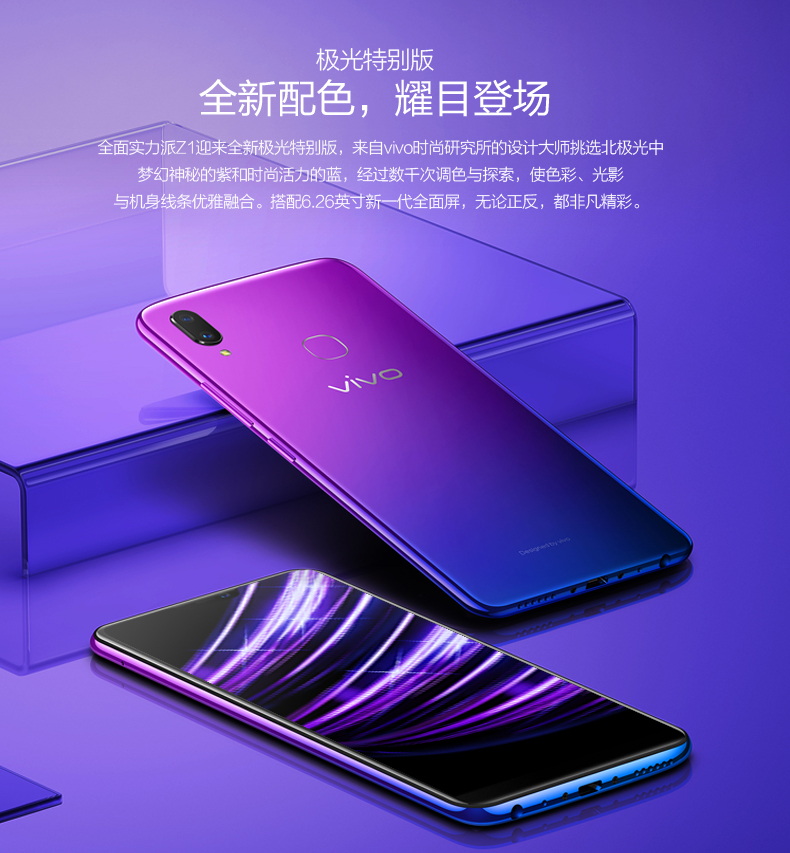 极光特别版
全新配色，耀目登场
全面实力派Z1迎来全新极光特别版，来自vivo时尚研究所的设计大师挑选北极光中
梦幻神秘的紫和时尚活力的蓝，经过数千次调色与探索，使色彩、光影
与机身线条优雅融合。搭配6.26英寸新一代全面屏，无论正反，都非凡精彩。
vivo
Designed by vivo